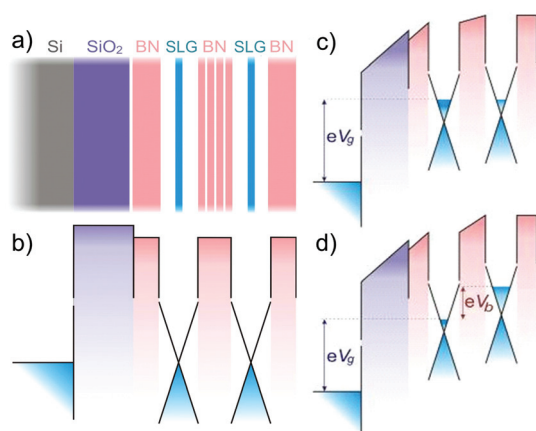 a)
Si SiO₂ BN SLG BN SLG BN
b)
c)
eVg
d)
eVb
eVg